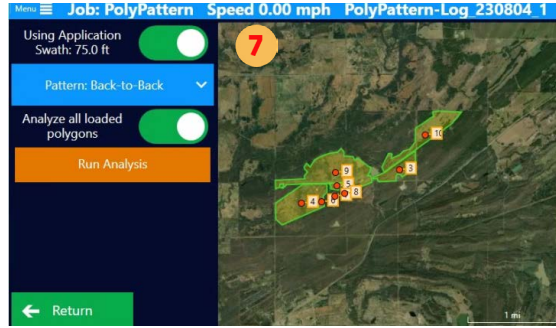 Menu Job: PolyPattern Speed 0.00 mph PolyPattern-Log_230804_1
Using Application
Swath: 75.0 ft
Pattern: Back-to-Back
Analyze all loaded
polygons
Run Analysis
Return
7
10
3
9
5
8
4
6
1 mi